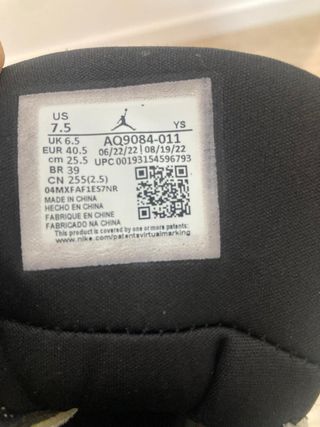 US
7.5 YS
UK 6.5 AQ9084-011
EUR 40.5 06/22/22 08/19/22
cm 25.5 UPC 00193154596793
BR 39
CN 255(2.5)
04MXFAF1ES7NR
MADE IN CHINA
HECHO EN CHINA
FABRIQUE EN CHINE
FABRICADO NA CHINA
This product is covered by one or more patents:
www.nike.com/patentsvirtualmarking